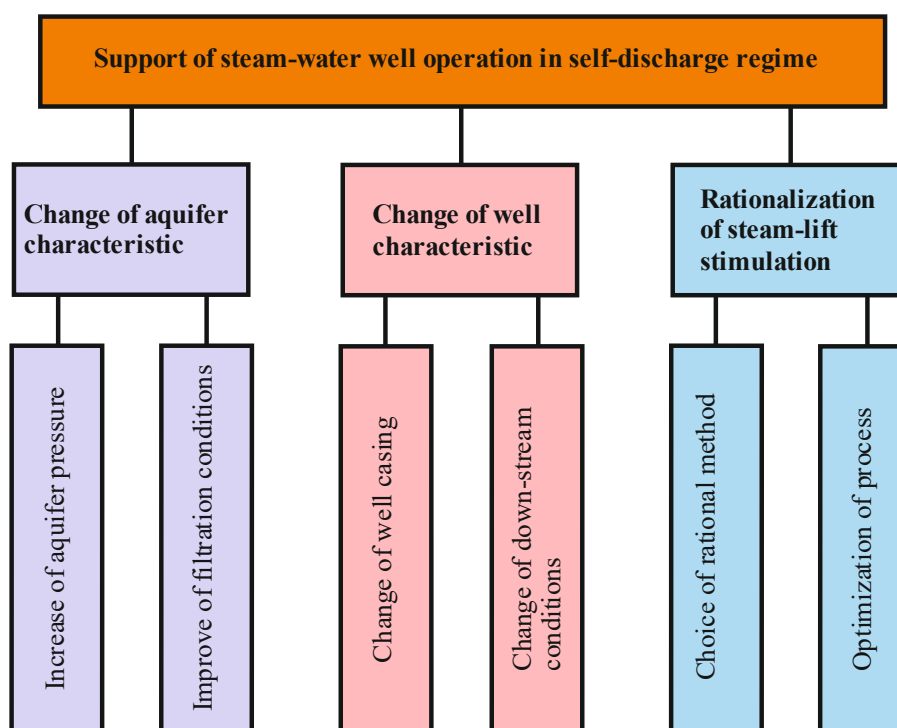 Support of steam-water well operation in self-discharge regime
Change of aquifer
characteristic
Change of well
characteristic
Rationalization
of steam-lift
stimulation
Increase of aquifer pressure
Improve of filtration conditions
Change of well casing
Change of down-stream
conditions
Choice of rational method
Optimization of process